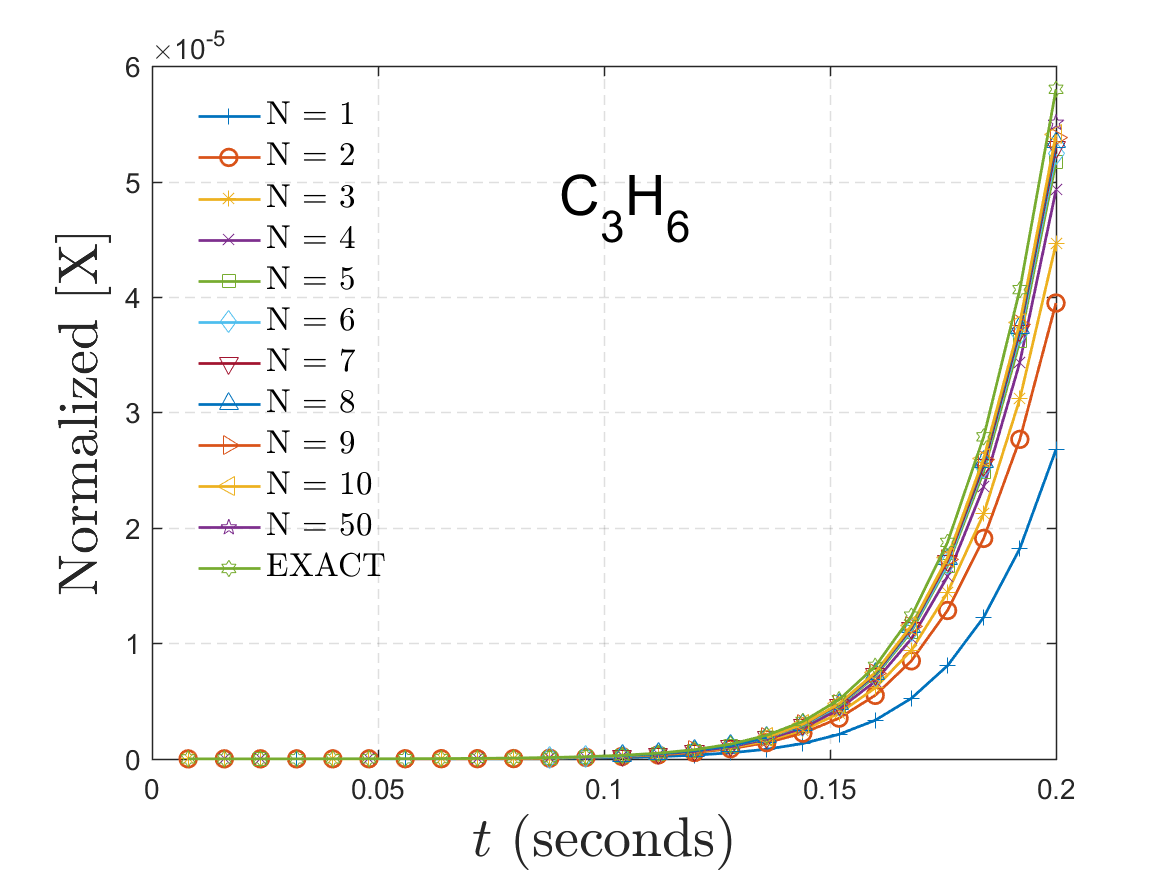 ×10⁻⁵
6
5
4
3
2
1
0
Normalized [X]
N = 1
N = 2
N = 3
N = 4
N = 5
N = 6
N = 7
N = 8
N = 9
N = 10
N = 50
EXACT
C₃H₆
0 0.05 0.1 0.15 0.2
t (seconds)